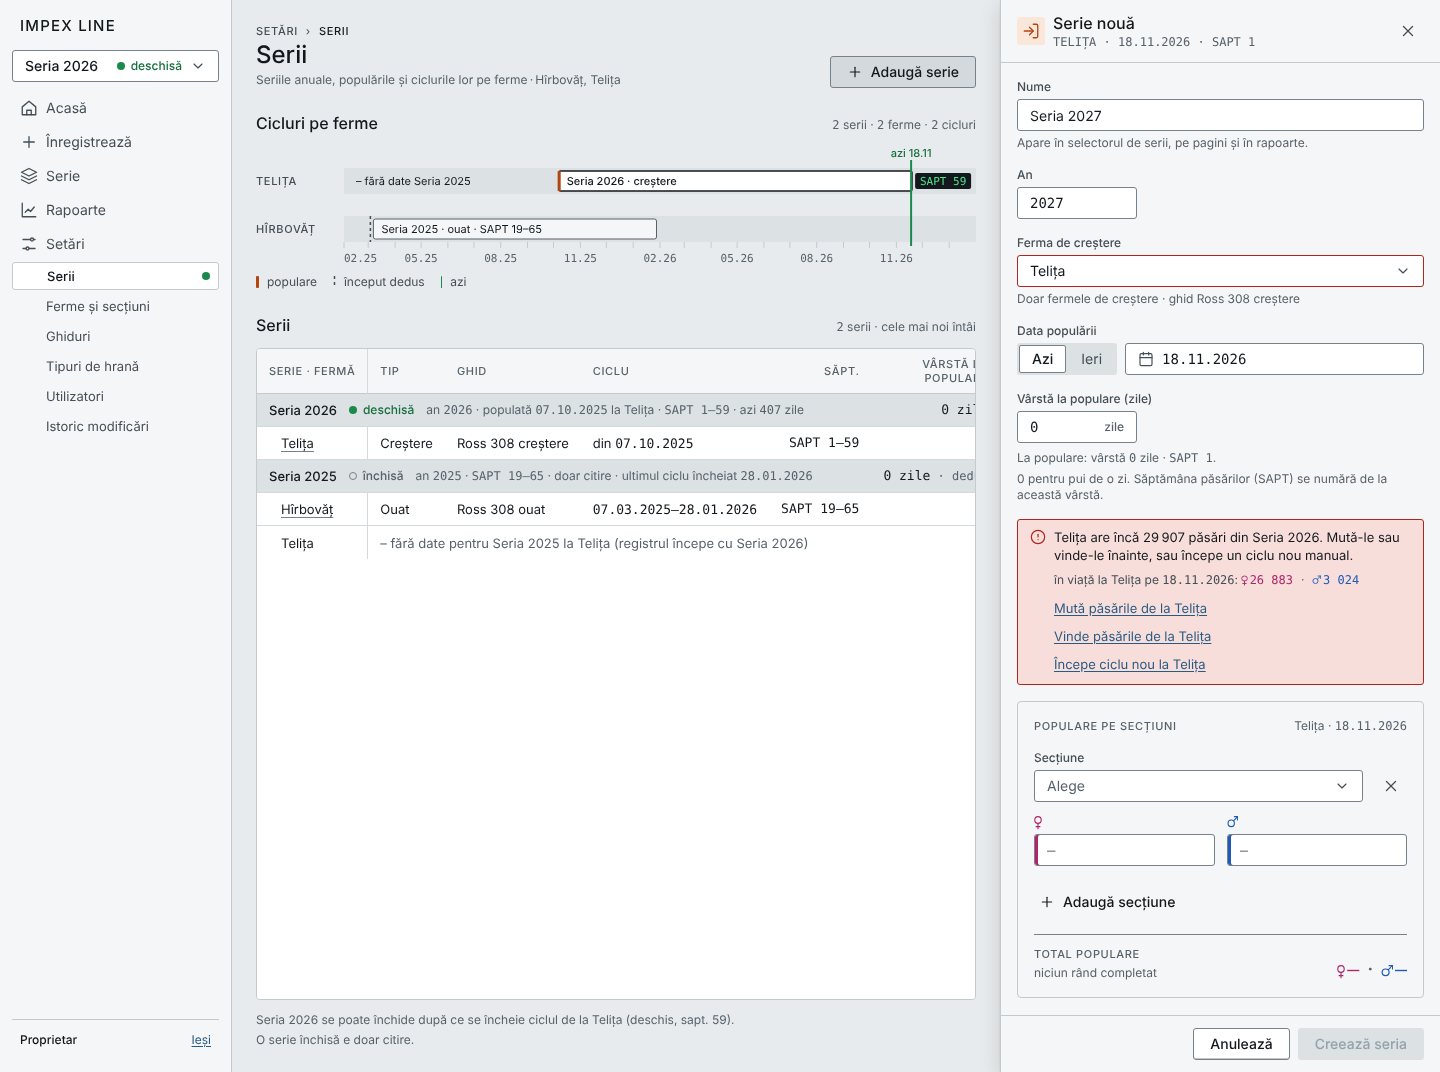 IMPEX LINE
Seria 2026 deschisă
Acasă
Înregistrează
Serie
Rapoarte
Setări
Serii
Ferme și secțiuni
Ghiduri
Tipuri de hrană
Utilizatori
Istoric modificări
Proprietar Ieși
SETĂRI › SERII
Serii
Seriile anuale, populările și ciclurile lor pe ferme · Hîrbovăț, Telița
Adaugă serie
Cicluri pe ferme 2 serii · 2 ferme · 2 cicluri
azi 18.11
TELIȚA – fără date Seria 2025 Seria 2026 · creștere SAPT 59
HÎRBOVĂȚ Seria 2025 · ouat · SAPT 19–65
02.25 05.25 08.25 11.25 02.26 05.26 08.26 11.26
populare început dedus azi
Serii 2 serii · cele mai noi întâi
SERIE · FERMĂ TIP GHID CICLU SĂPT. VÂRSTĂ
POPULA
Seria 2026 deschisă an 2026 · populată 07.10.2025 la Telița · SAPT 1–59 · azi 407 zile 0 zil
Telița Creștere Ross 308 creștere din 07.10.2025 SAPT 1–59
Seria 2025 închisă an 2025 · SAPT 19–65 · doar citire · ultimul ciclu încheiat 28.01.2026 0 zile · ded
Hîrbovăț Ouat Ross 308 ouat 07.03.2025–28.01.2026 SAPT 19–65
Telița – fără date pentru Seria 2025 la Telița (registrul începe cu Seria 2026)
Seria 2026 se poate închide după ce se încheie ciclul de la Telița (deschis, sapt. 59).
O serie închisă e doar citire.
Serie nouă
TELIȚA · 18.11.2026 · SAPT 1
Nume
Seria 2027
Apare în selectorul de serii, pe pagini și în rapoarte.
An
2027
Ferma de creștere
Telița
Doar fermele de creștere · ghid Ross 308 creștere
Data populării
Azi Ieri 18.11.2026
Vârstă la populare (zile)
0 zile
La populare: vârstă 0 zile · SAPT 1.
0 pentru pui de o zi. Săptămâna păsărilor (SAPT) se numără de la
această vârstă.
Telița are încă 29 907 păsări din Seria 2026. Mută-le sau
vinde-le înainte, sau începe un ciclu nou manual.
în viață la Telița pe 18.11.2026: ♀26 883 · ♂3 024
Mută păsările de la Telița
Vinde păsările de la Telița
Începe ciclu nou la Telița
POPULARE PE SECȚIUNI Telița · 18.11.2026
Secțiune
Alege
♀ ♂
– –
Adaugă secțiune
TOTAL POPULARE
niciun rând completat ♀— · ♂—
Anulează Creează seria